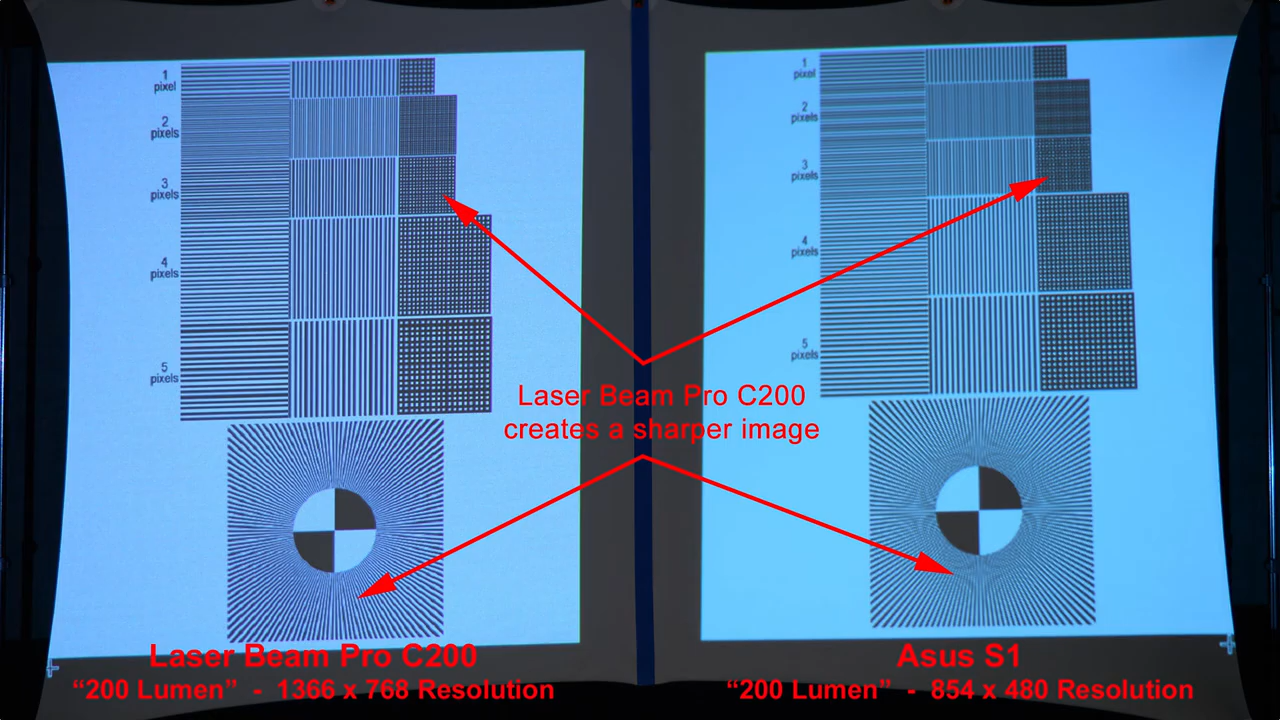 1
pixel
2
pixels
3
pixels
4
pixels
5
pixels
1
pixel
2
pixels
3
pixels
4
pixels
5
pixels
Laser Beam Pro C200
creates a sharper image
Laser Beam Pro C200
“200 Lumen” - 1366 x 768 Resolution
Asus S1
“200 Lumen” - 854 x 480 Resolution